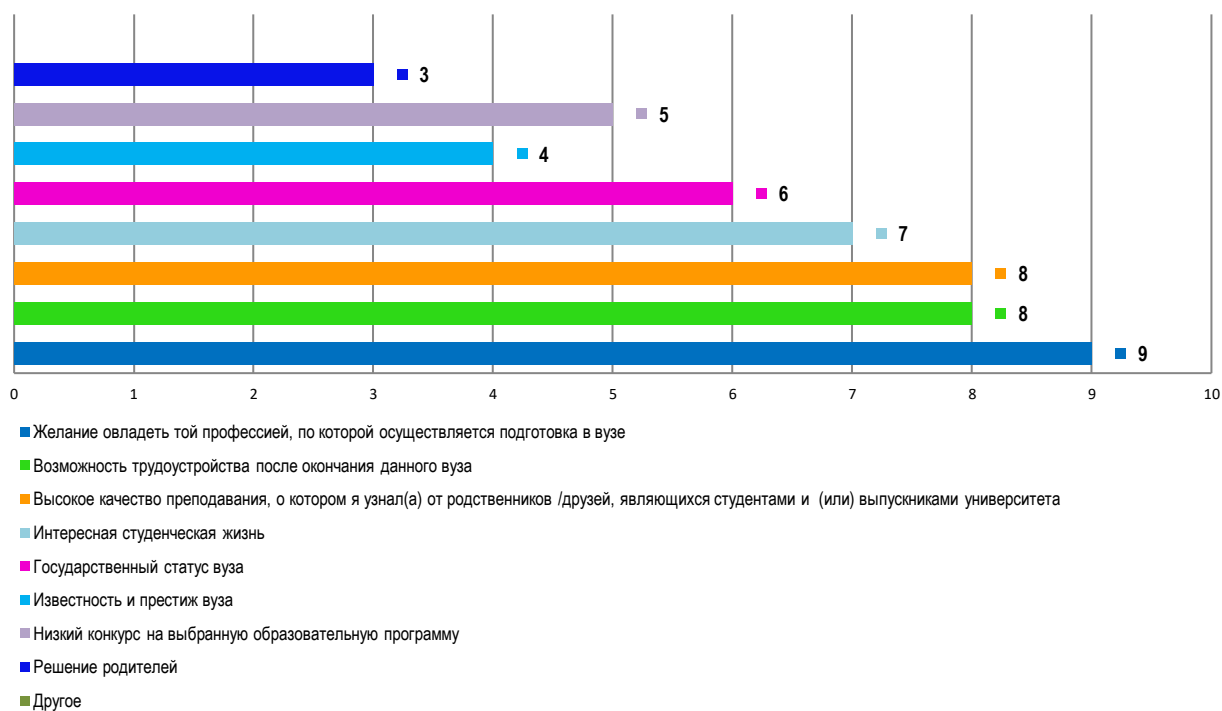 3
5
4
6
7
8
8
9
0 1 2 3 4 5 6 7 8 9 10
Желание овладеть той профессией, по которой осуществляется подготовка в вузе
Возможность трудоустройства после окончания данного вуза
Высокое качество преподавания, о котором я узнал(а) от родственников /друзей, являющихся студентами и (или) выпускниками университета
Интересная студенческая жизнь
Государственный статус вуза
Известность и престиж вуза
Низкий конкурс на выбранную образовательную программу
Решение родителей
Другое